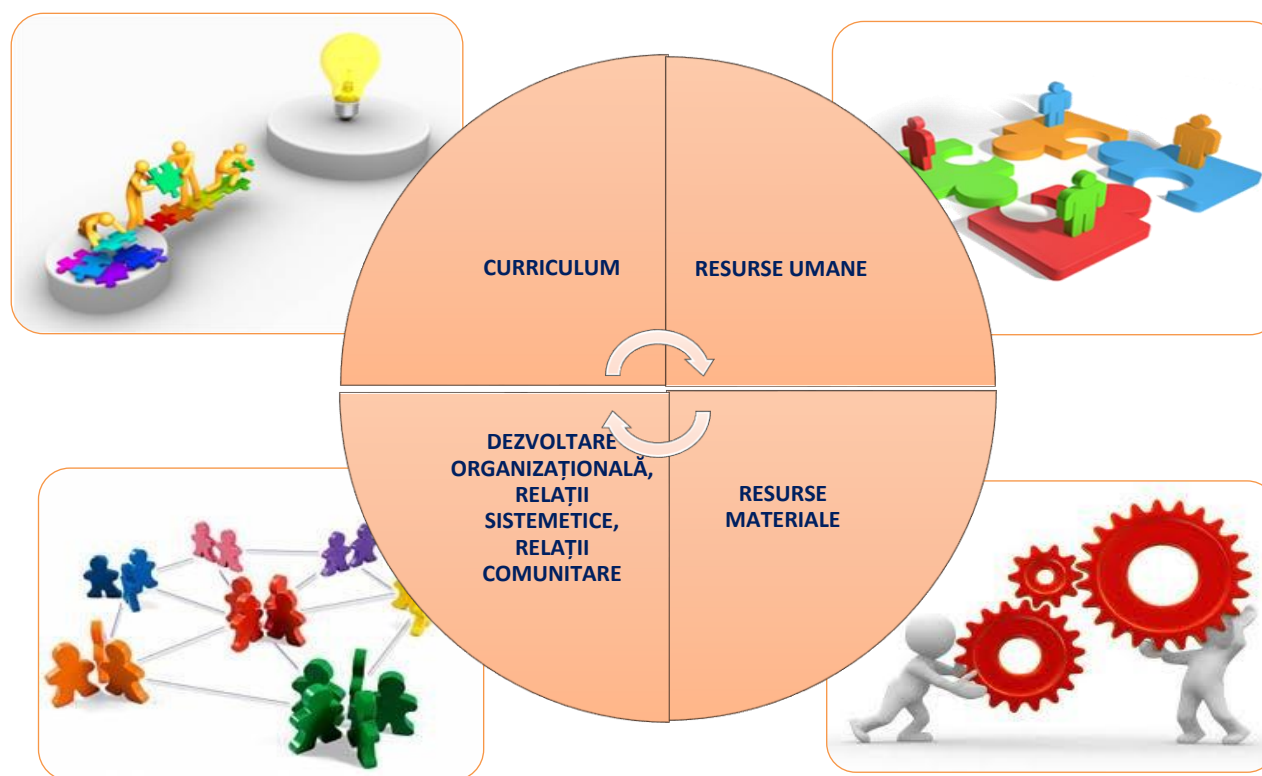 CURRICULUM
RESURSE UMANE
DEZVOLTARE
ORGANIZAȚIONALĂ,
RELAȚII
SISTEMETICE,
RELAȚII
COMUNITARE
RESURSE
MATERIALE